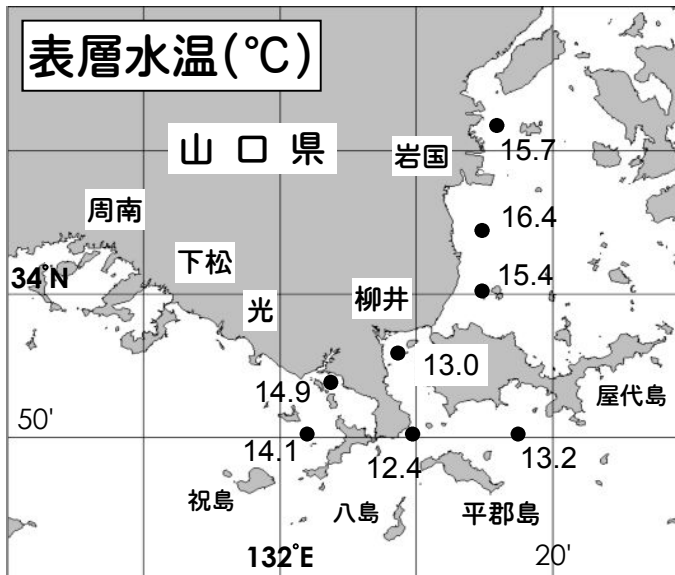 表層水温(℃)
山口県
岩国
15.7
周南
16.4
下松
34°N
15.4
光
柳井
13.0
14.9
屋代島
50'
14.1
12.4
13.2
祝島
八島
平郡島
132°E
20'